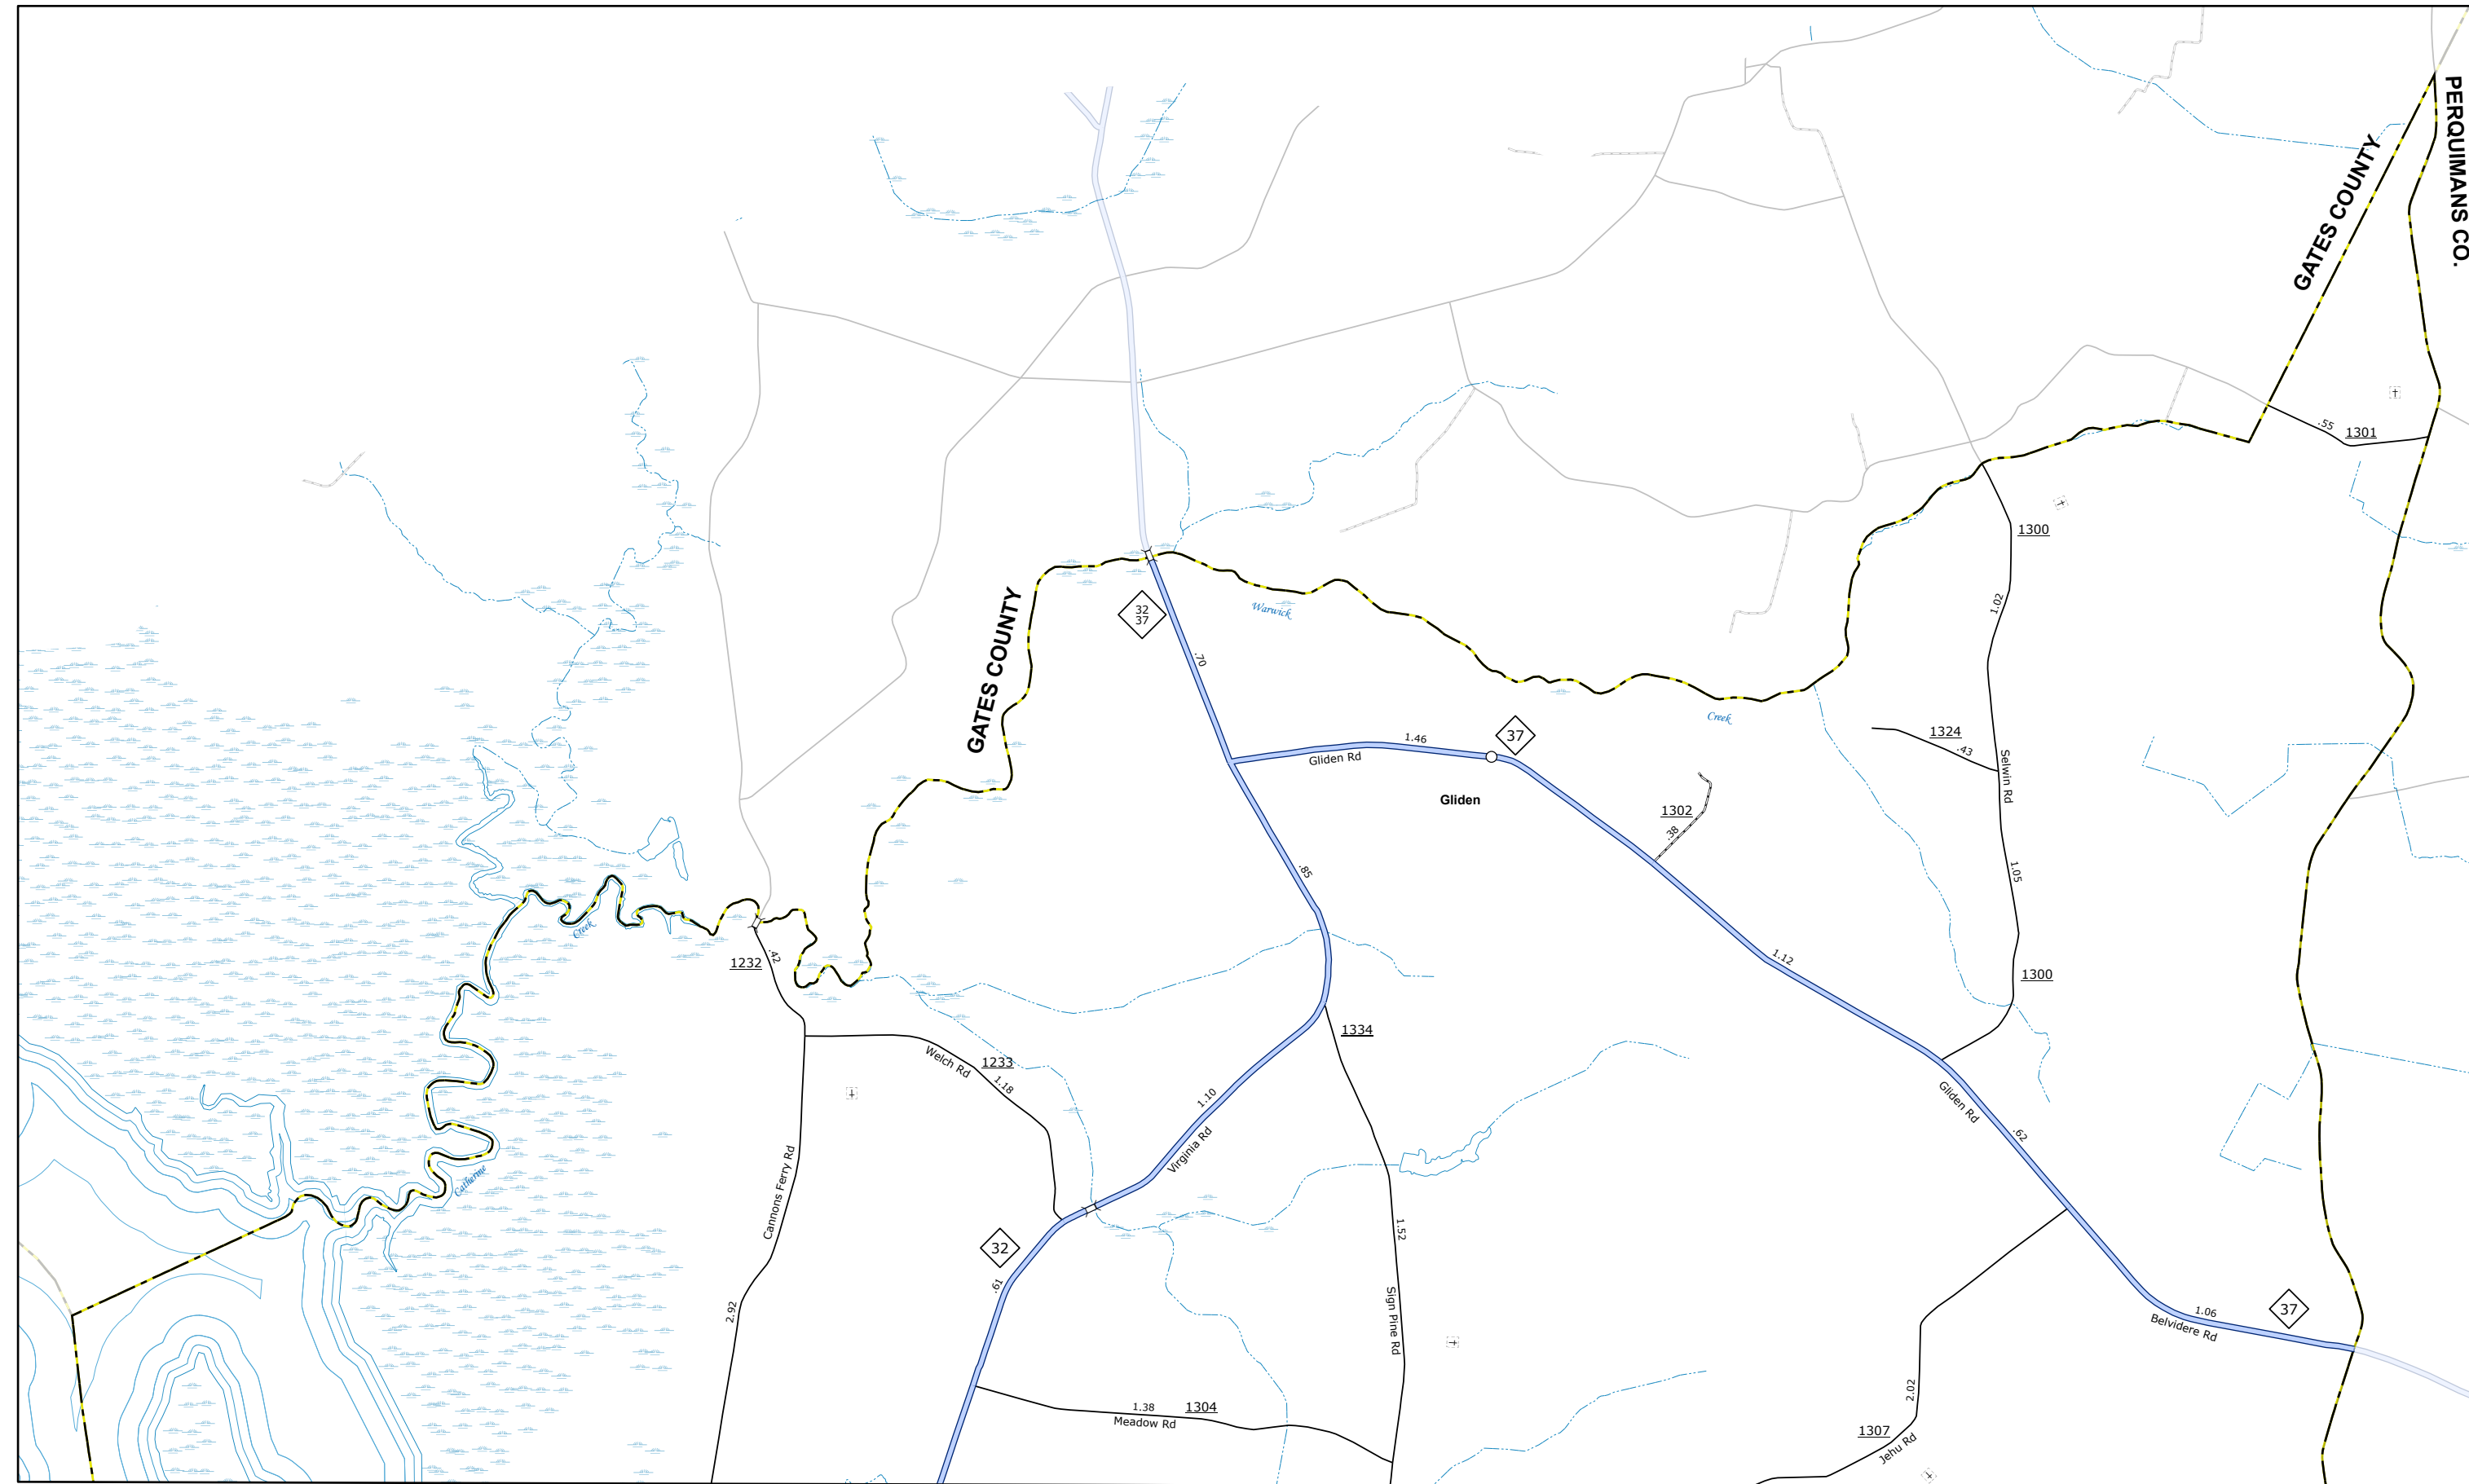 PERQUIMANS CO.
GATES COUNTY
.55
1301
1300
1.02
32
37
Warwick
GATES COUNTY
.70
Creek
37
1.46
Gliden Rd
1324
.43
Selwin Rd
Gliden
1302
.38
.85
1.05
Creek
.42
1232
1.12
1300
1334
Welch Rd
1233
1.18
1.10
Virginia Rd
Gliden Rd
.62
Catherine
Cannons Ferry Rd
32
.61
1.52
Sign Pine Rd
2.92
37
1.06
Belvidere Rd
1.38
1304
Meadow Rd
2.02
1307
Jehu Rd